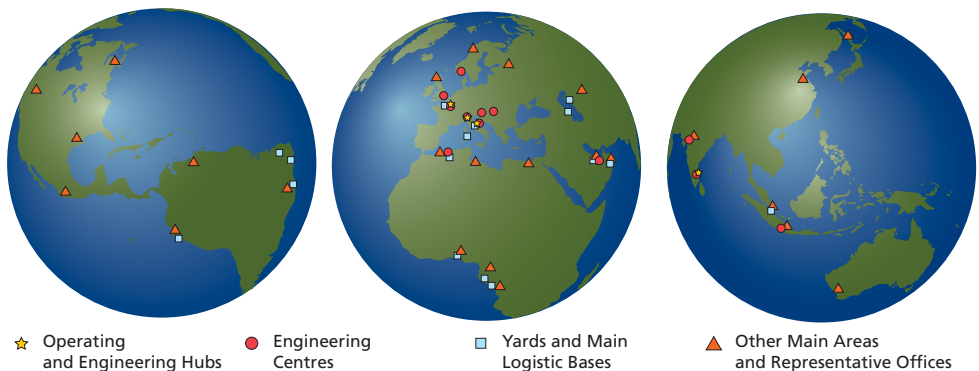 Operating
and Engineering Hubs
Engineering
Centres
Yards and Main
Logistic Bases
Other Main Areas
and Representative Offices